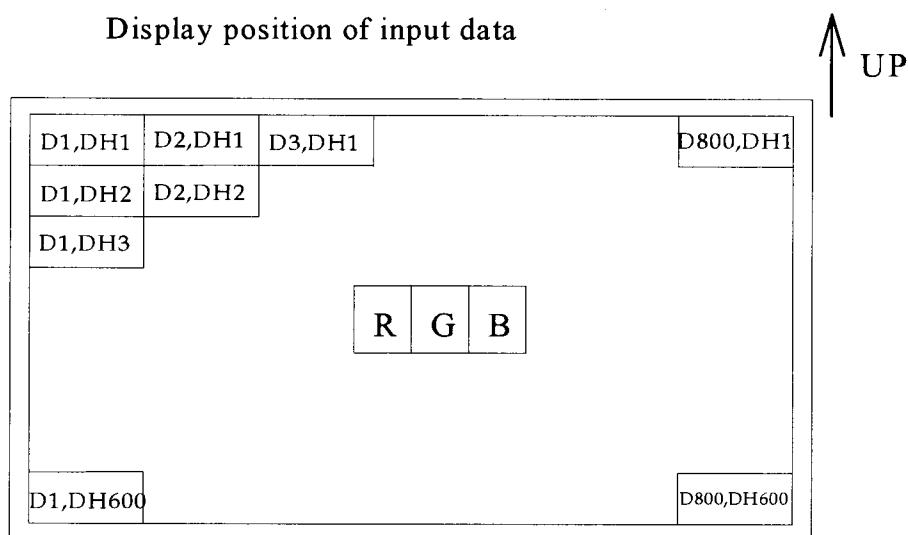 Display position of input data
UP
D1,DH1 D2,DH1 D3,DH1 D800,DH1
D1,DH2 D2,DH2
D1,DH3
R G B
D1,DH600 D800,DH600